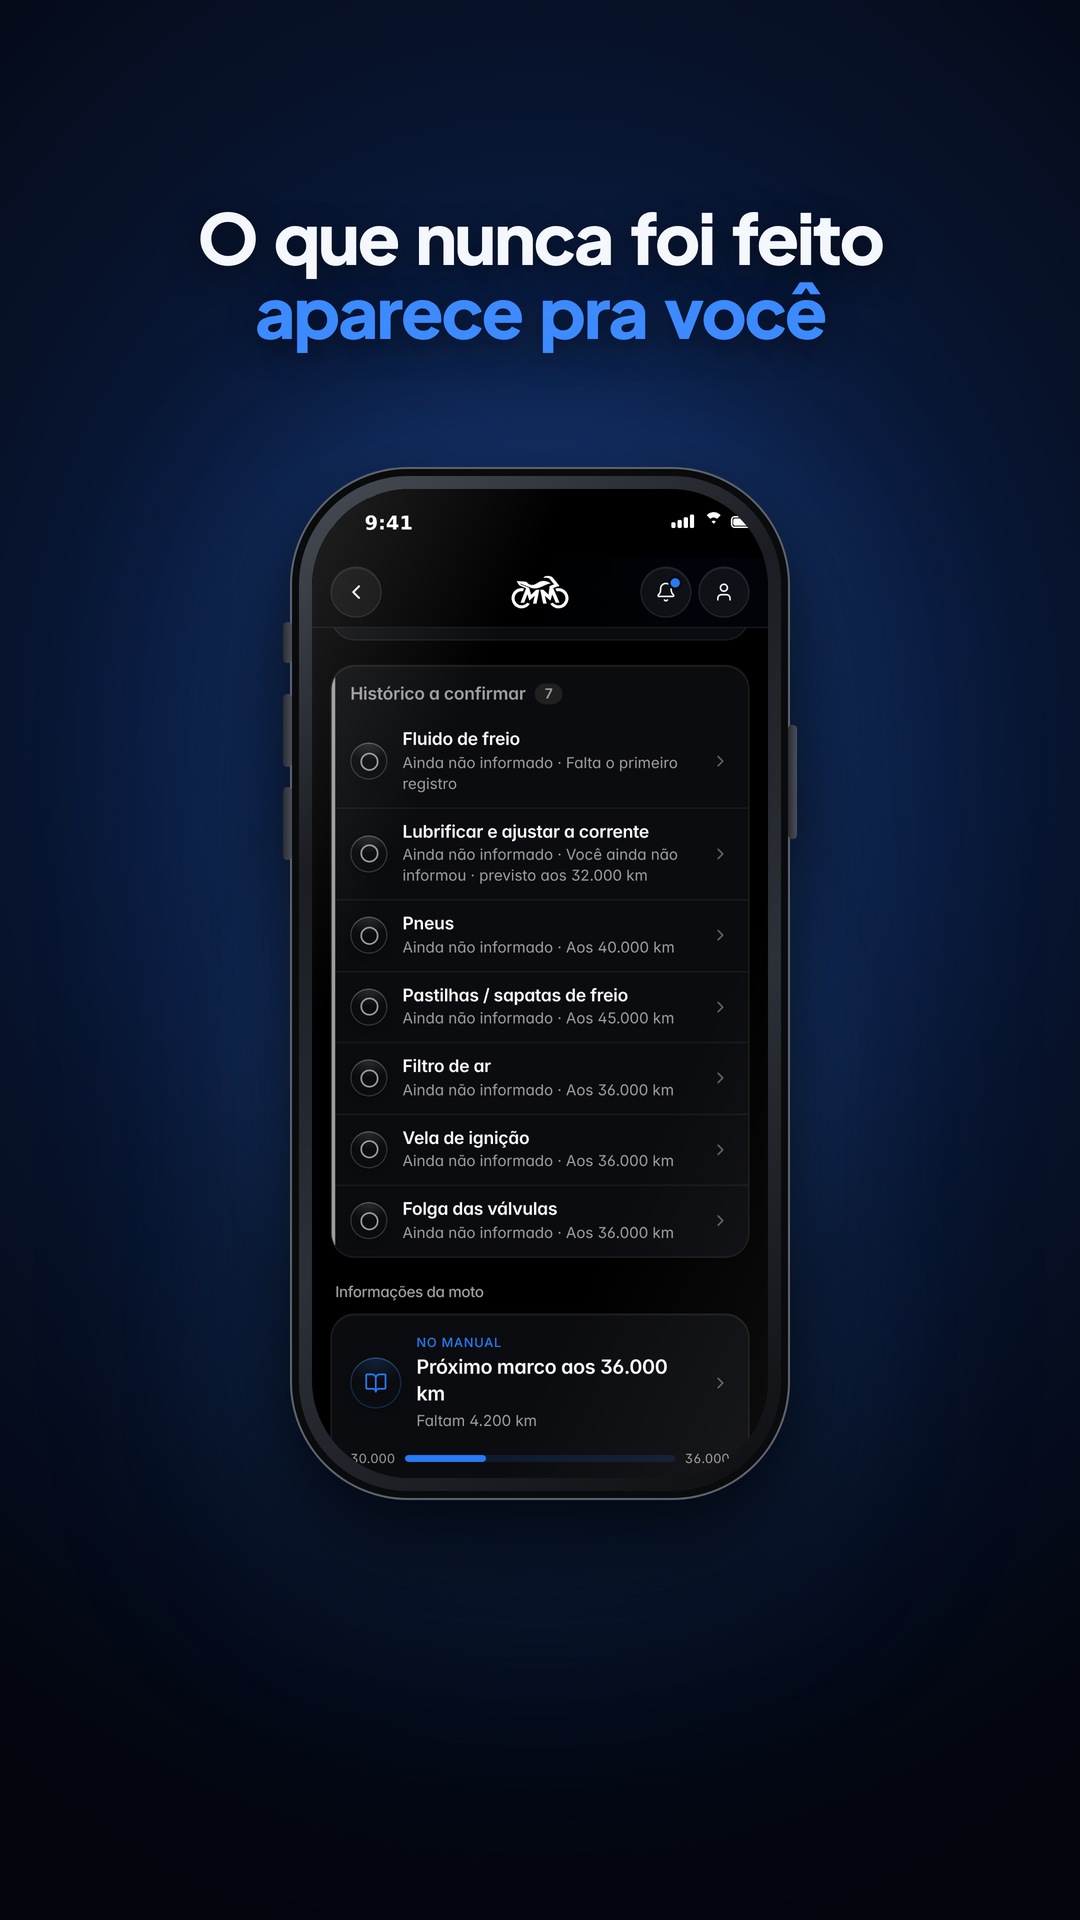 O que nunca foi feito
aparece pra você
9:41
MM
Histórico a confirmar 7
Fluido de freio
Ainda não informado · Falta o primeiro
registro
Lubrificar e ajustar a corrente
Ainda não informado · Você ainda não
informou · previsto aos 32.000 km
Pneus
Ainda não informado · Aos 40.000 km
Pastilhas / sapatas de freio
Ainda não informado · Aos 45.000 km
Filtro de ar
Ainda não informado · Aos 36.000 km
Vela de ignição
Ainda não informado · Aos 36.000 km
Folga das válvulas
Ainda não informado · Aos 36.000 km
Informações da moto
NO MANUAL
Próximo marco aos 36.000
km
Faltam 4.200 km
30.000 36.000